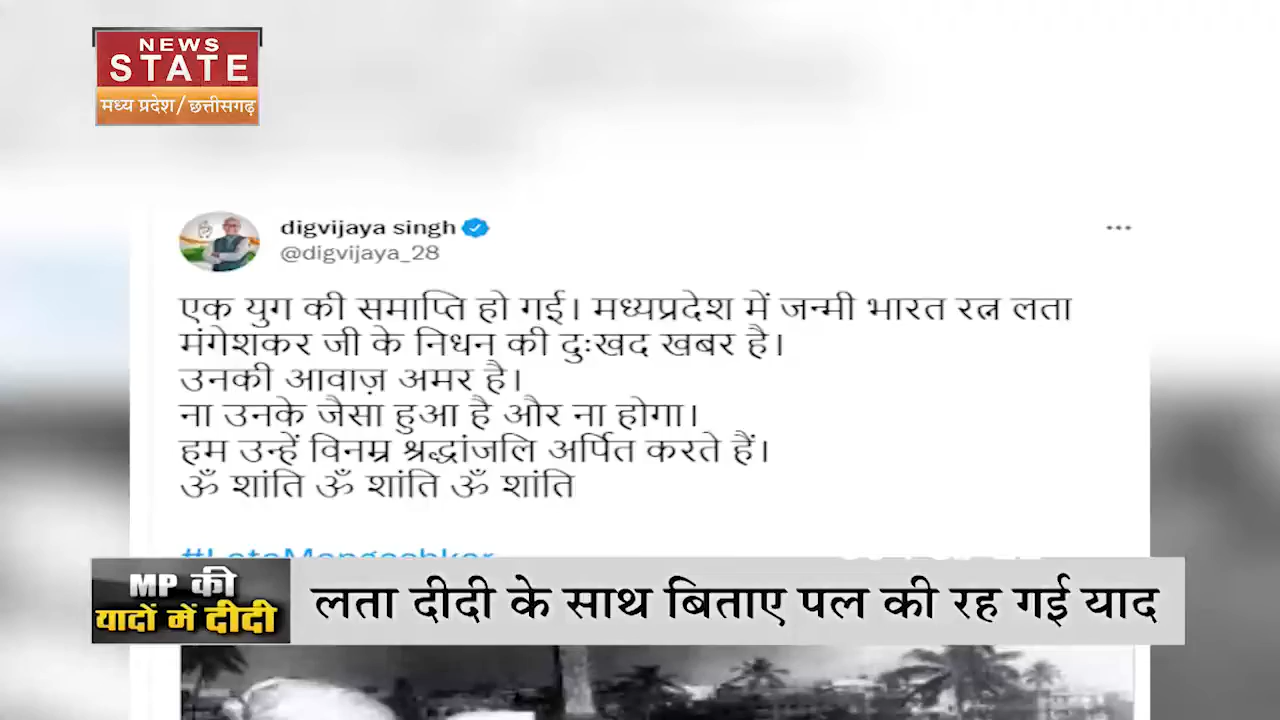 NEWS
STATE
मध्य प्रदेश/छत्तीसगढ़
digvijaya singh
@digvijaya_28
एक युग की समाप्ति हो गई। मध्यप्रदेश में जन्मी भारत रत्न लता
मंगेशकर जी के निधन की दुःखद खबर है।
उनकी आवाज़ अमर है।
ना उनके जैसा हुआ है और ना होगा।
हम उन्हें विनम्र श्रद्धांजलि अर्पित करते हैं।
ॐ शांति ॐ शांति ॐ शांति
#LataMangeshkar
MP की
यादों में दीदी
लता दीदी के साथ बिताए पल की रह गई याद